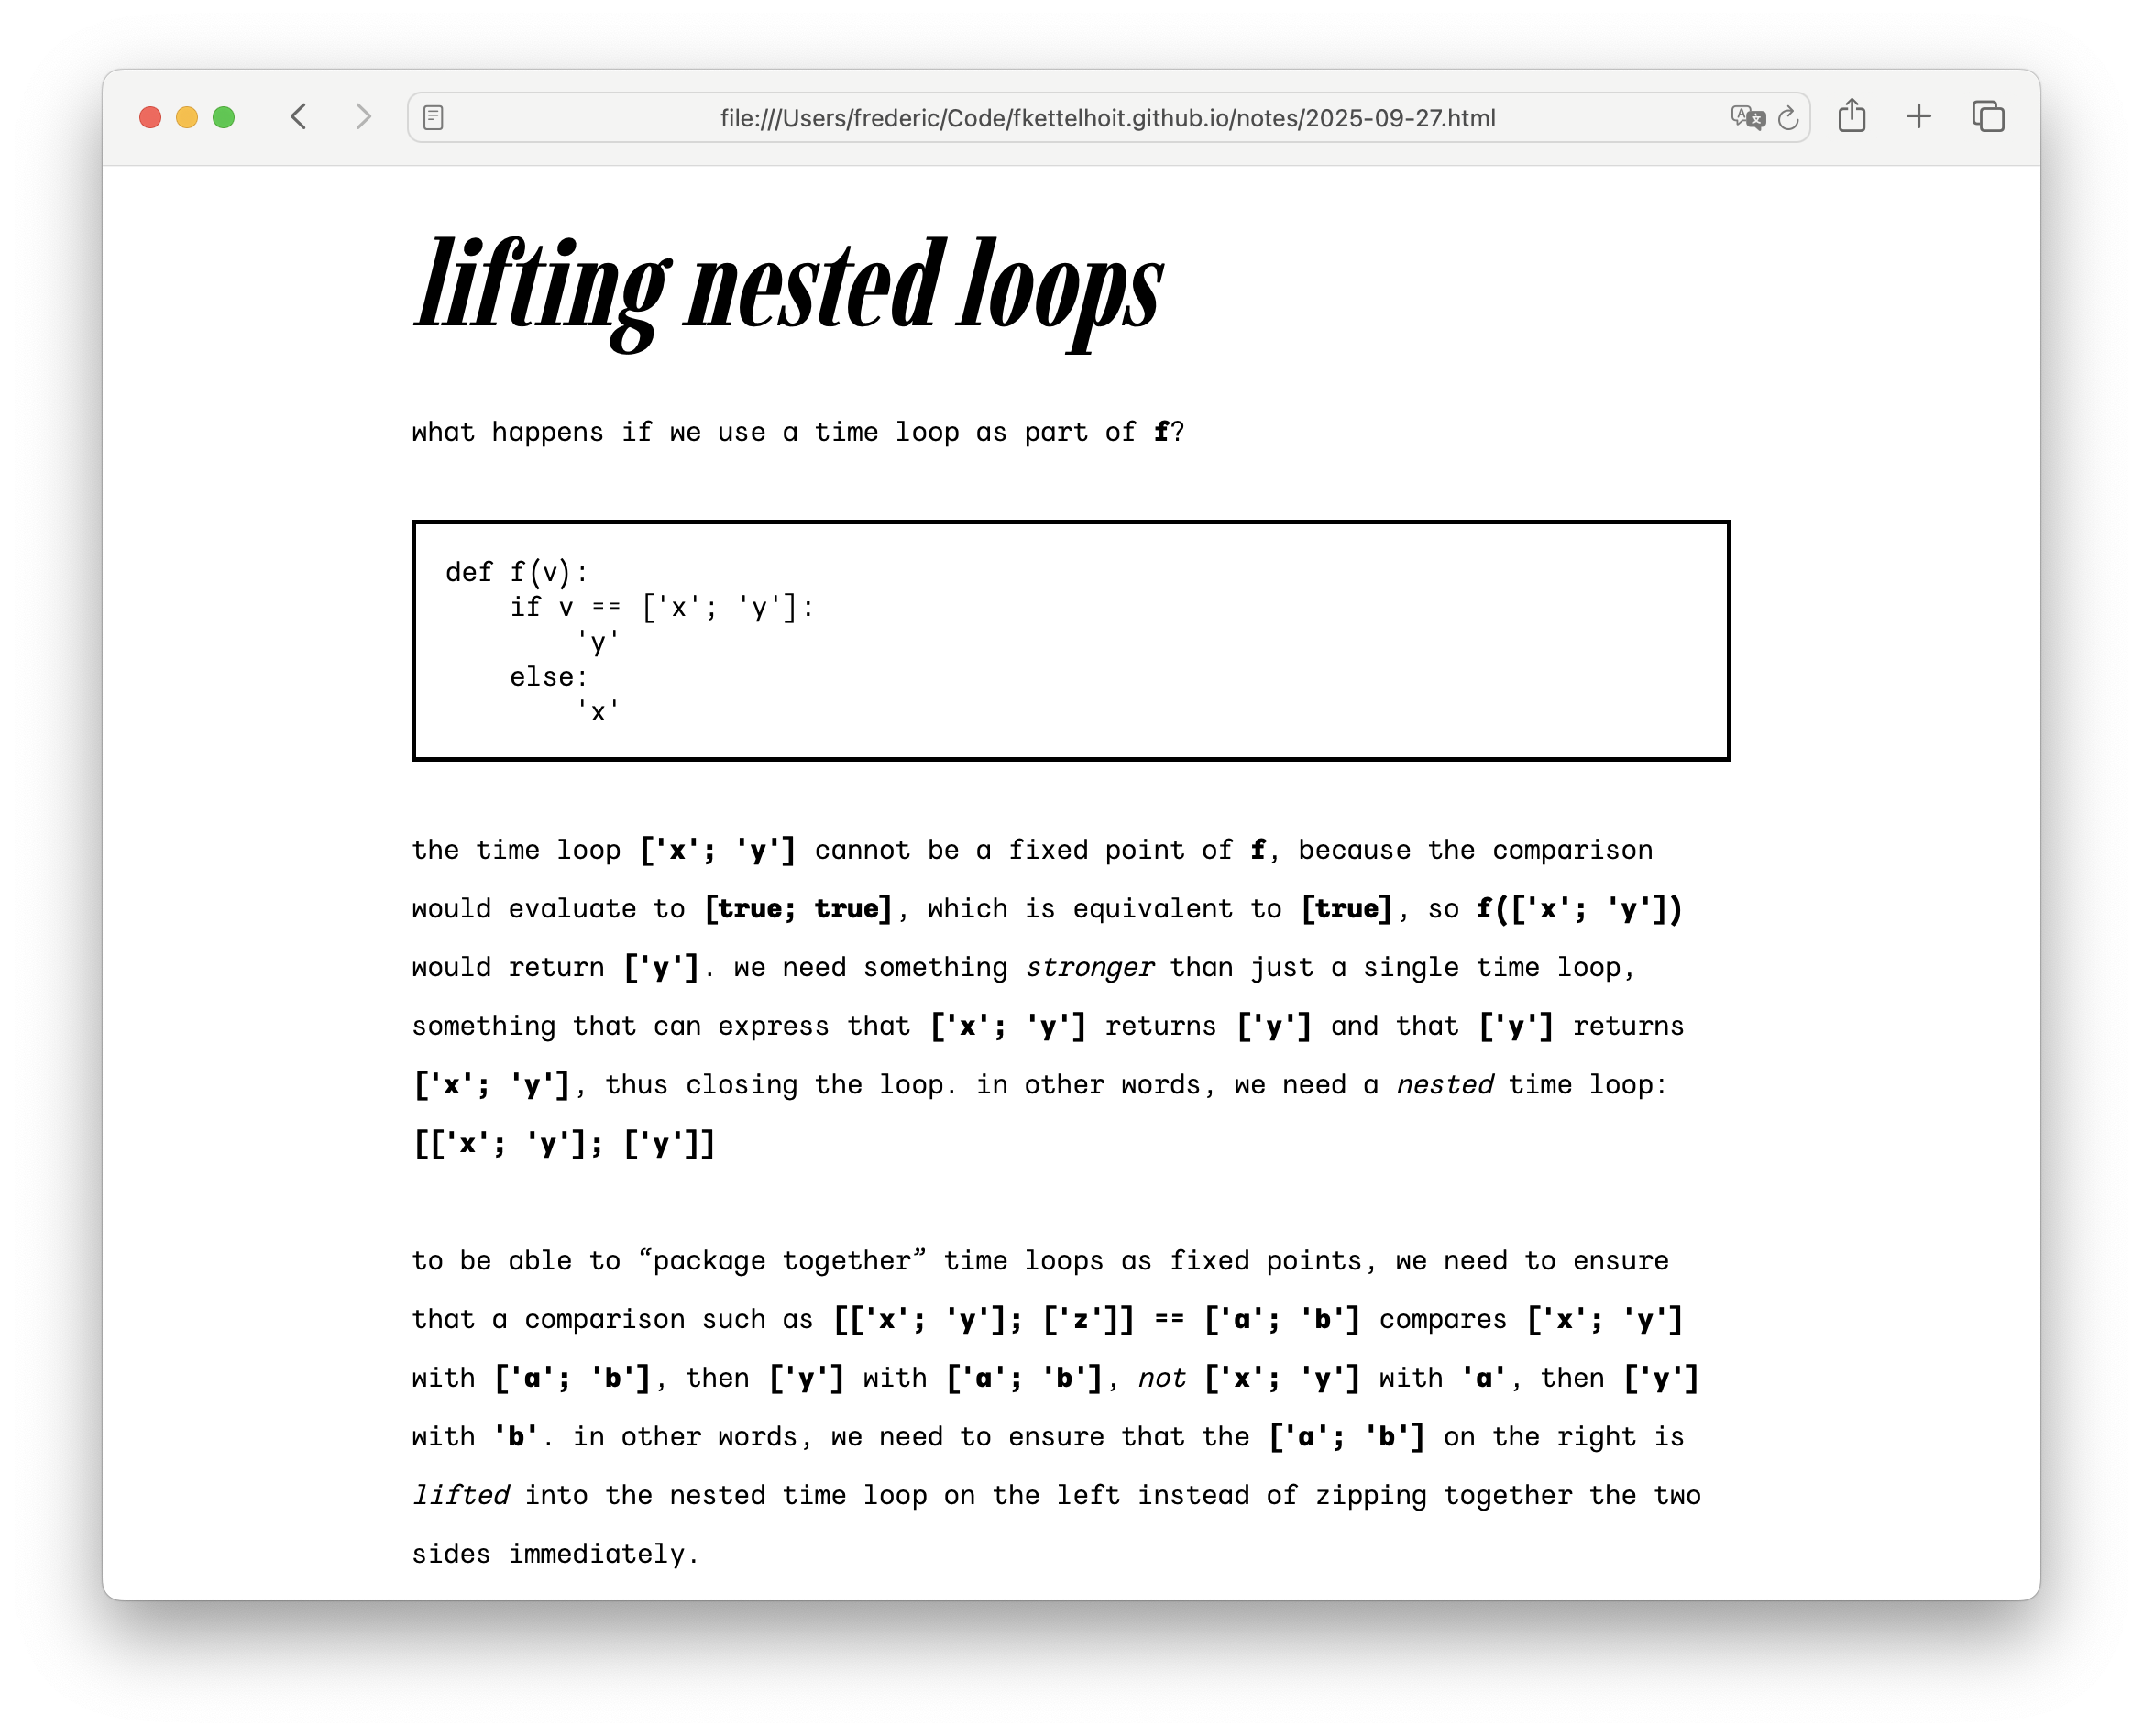 file:///Users/frederic/Code/fkettelhoit.github.io/notes/2025-09-27.html
lifting nested loops
what happens if we use a time loop as part of f?
def f(v):
    if v == ['x'; 'y']:
        'y'
    else:
        'x'
the time loop ['x'; 'y'] cannot be a fixed point of f, because the comparison
would evaluate to [true; true], which is equivalent to [true], so f(['x'; 'y'])
would return ['y']. we need something stronger than just a single time loop,
something that can express that ['x'; 'y'] returns ['y'] and that ['y'] returns
['x'; 'y'], thus closing the loop. in other words, we need a nested time loop:
[['x'; 'y']; ['y']]
to be able to “package together” time loops as fixed points, we need to ensure
that a comparison such as [['x'; 'y']; ['z']] == ['a'; 'b'] compares ['x'; 'y']
with ['a'; 'b'], then ['y'] with ['a'; 'b'], not ['x'; 'y'] with 'a', then ['y']
with 'b'. in other words, we need to ensure that the ['a'; 'b'] on the right is
lifted into the nested time loop on the left instead of zipping together the two
sides immediately.